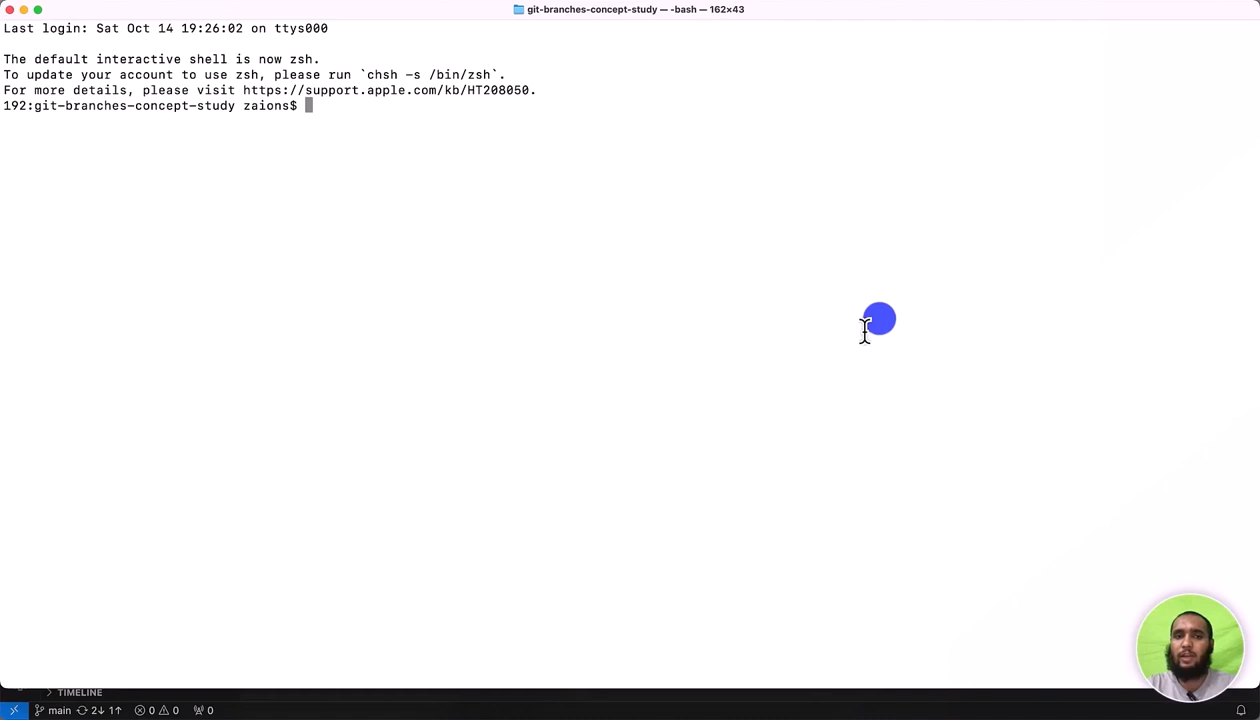 git-branches-concept-study — -bash — 162×43
Last login: Sat Oct 14 19:26:02 on ttys000
The default interactive shell is now zsh.
To update your account to use zsh, please run `chsh -s /bin/zsh`.
For more details, please visit https://support.apple.com/kb/HT208050.
192:git-branches-concept-study zaions$
TIMELINE
main 2↓ 1↑ 0 0 0